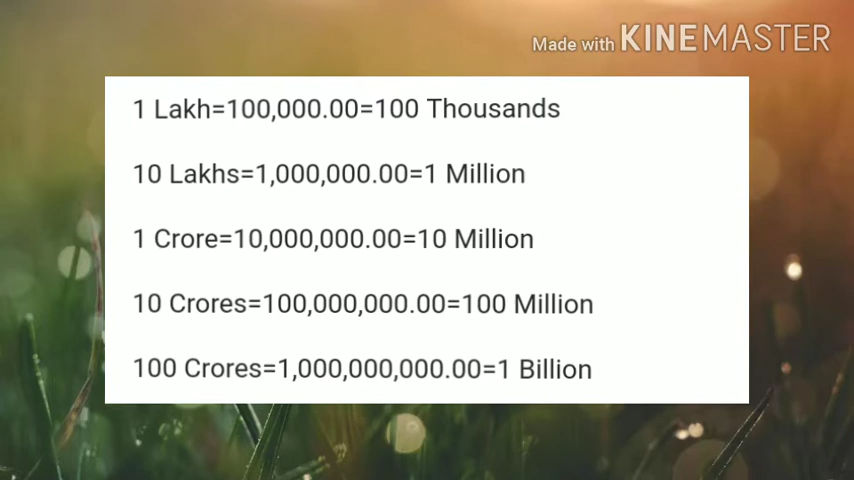 Made with KINEMASTER
1 Lakh=100,000.00=100 Thousands
10 Lakhs=1,000,000.00=1 Million
1 Crore=10,000,000.00=10 Million
10 Crores=100,000,000.00=100 Million
100 Crores=1,000,000,000.00=1 Billion